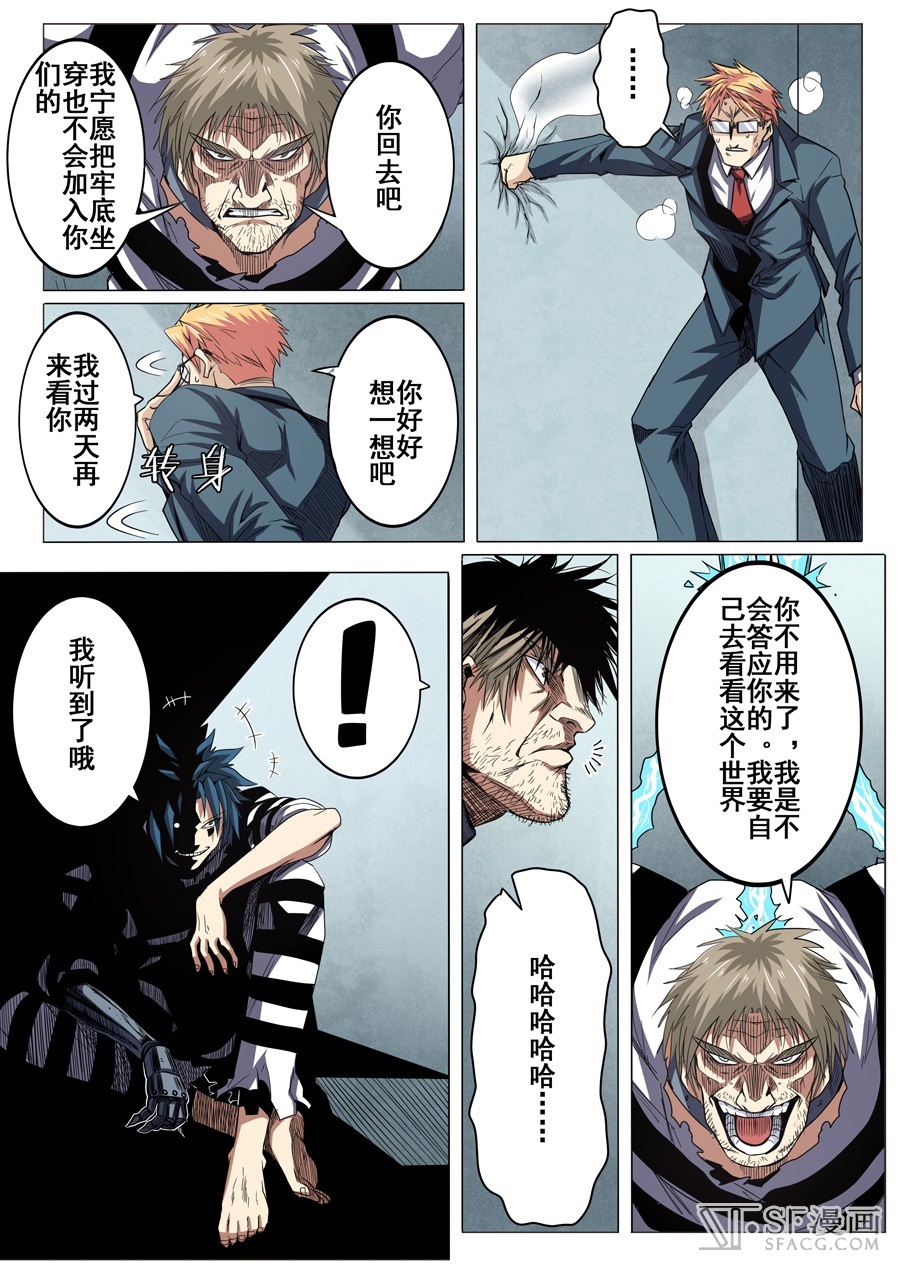 ……
你回去吧
我宁愿把牢底坐
穿也不会加入你
们的
你好好
想一想吧
转身
我过两天再
来看你
你不用来了，我是不
会答应你的。我要自
己去看看这个世界
哈哈哈哈……
！
我听到了哦
SF漫画
SFACG.COM